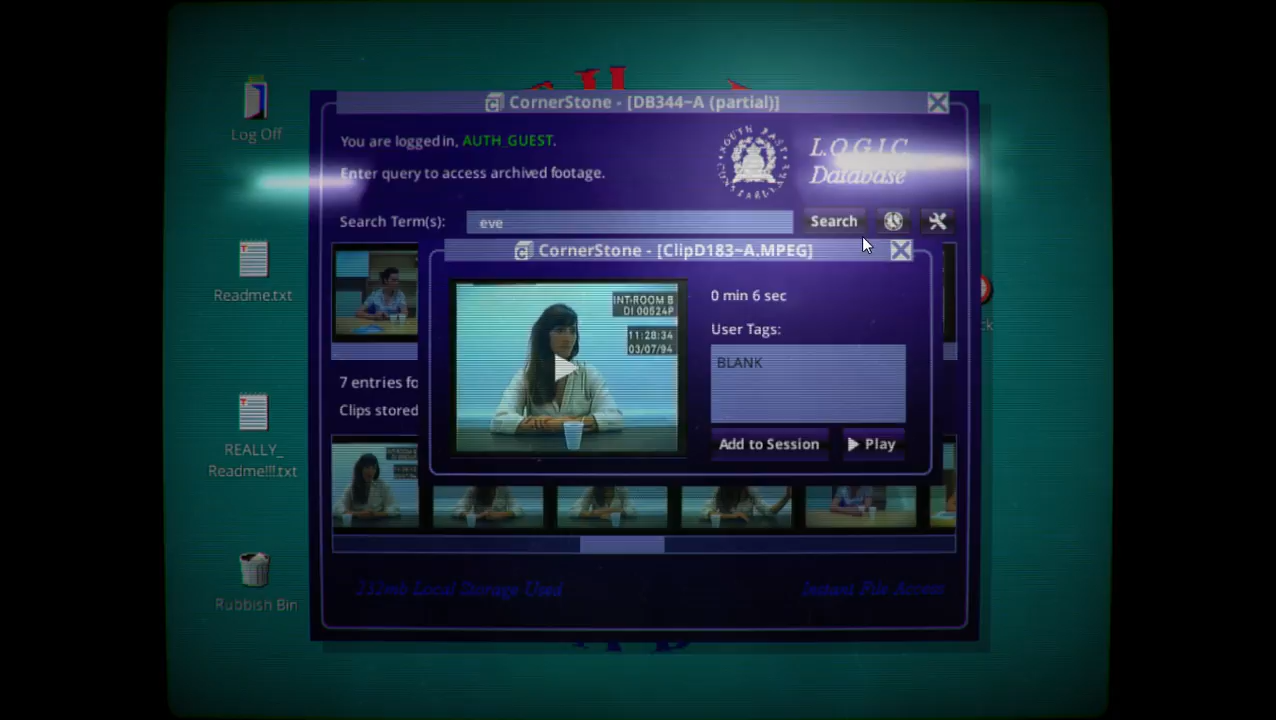 CornerStone - [DB344~A (partial)]
You are logged in, AUTH_GUEST.
Enter query to access archived footage.
L.O.G.I.C.
Database
Log Off
Search Term(s):
eve
Search
CornerStone - [ClipD183~A.MPEG]
Readme.txt
INT-ROOM B
DI 00524P
11:28:34
03/07/94
0 min 6 sec
User Tags:
BLANK
7 entries fo
Clips stored
Add to Session
Play
REALLY_
Readme!!!.txt
Rubbish Bin
232mb Local Storage Used
Instant File Access